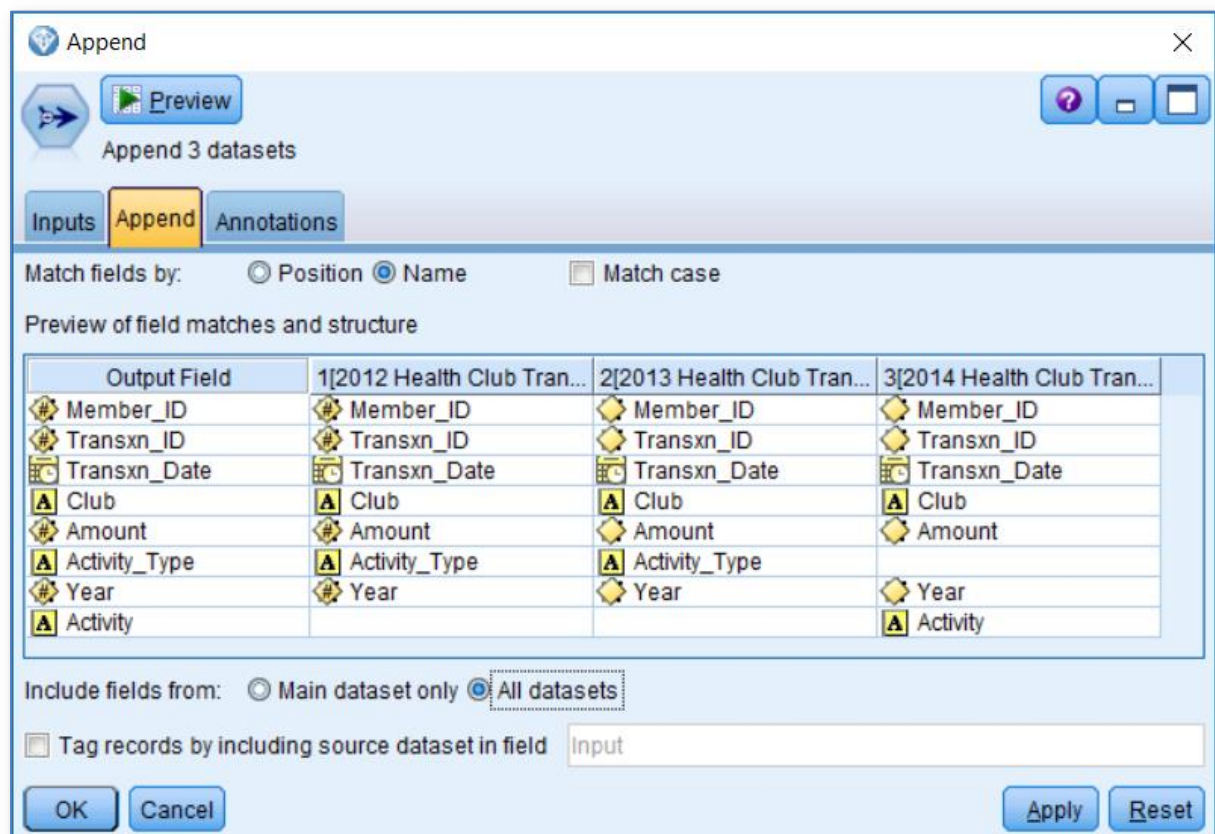 Append
Preview
Append 3 datasets
Inputs Append Annotations
Match fields by: Position Name Match case
Preview of field matches and structure
Output Field 1[2012 Health Club Tran... 2[2013 Health Club Tran... 3[2014 Health Club Tran...
Member_ID Member_ID Member_ID Member_ID
Transxn_ID Transxn_ID Transxn_ID Transxn_ID
Transxn_Date Transxn_Date Transxn_Date Transxn_Date
A Club A Club A Club A Club
Amount Amount Amount Amount
A Activity_Type A Activity_Type A Activity_Type
Year Year Year Year
A Activity A Activity
Include fields from: Main dataset only All datasets
Tag records by including source dataset in field Input
OK Cancel Apply Reset